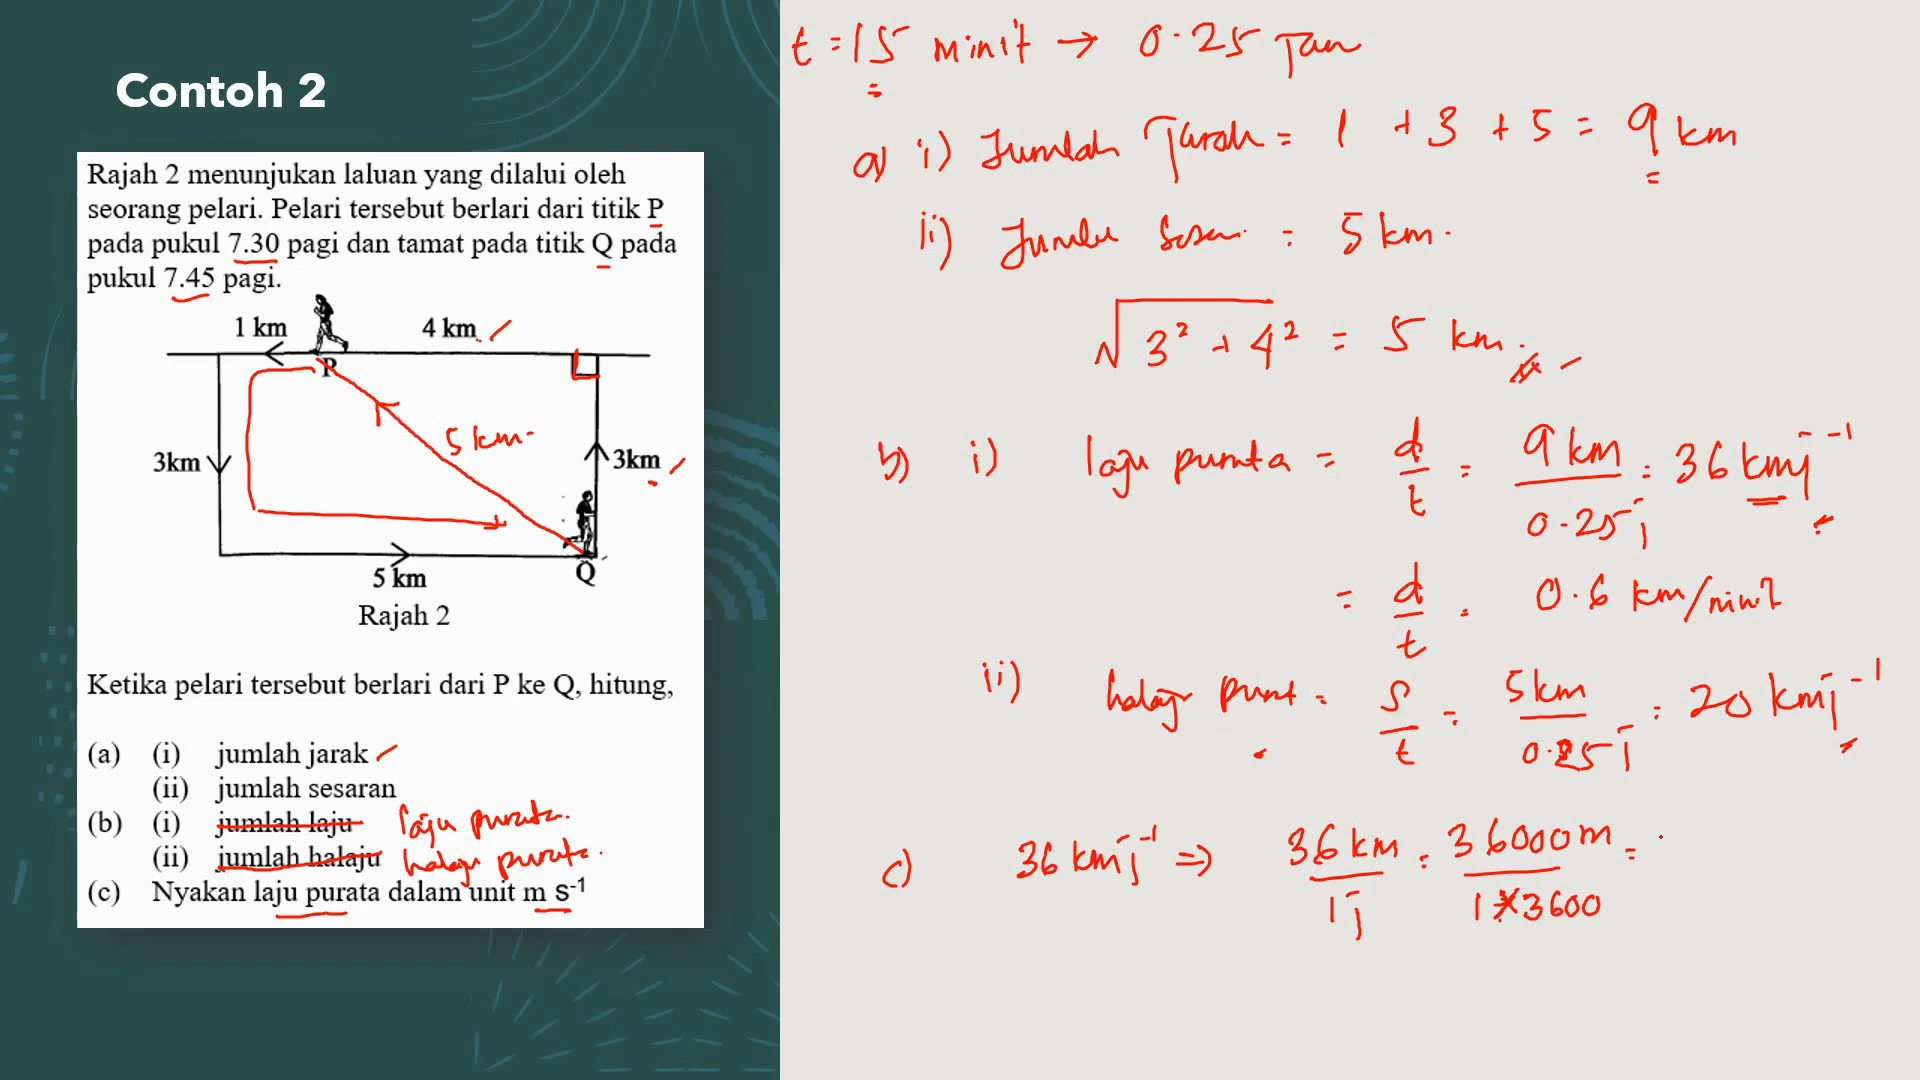 Contoh 2
Rajah 2 menunjukan laluan yang dilalui oleh
seorang pelari. Pelari tersebut berlari dari titik P
pada pukul 7.30 pagi dan tamat pada titik Q pada
pukul 7.45 pagi.
1 km
4 km
P
5 km
3km
3km
Q
5 km
Rajah 2
Ketika pelari tersebut berlari dari P ke Q, hitung,
(a) (i) jumlah jarak
(ii) jumlah sesaran
(b) (i) jumlah laju laju purata.
(ii) jumlah halaju halaju purata.
(c) Nyakan laju purata dalam unit m s⁻¹
t = 15 minit → 0.25 Jam
a) i) Jumlah Jarak = 1 + 3 + 5 = 9 km
ii) = 5 km.
√3² + 4² = 5 km.
b) i) laju purata = d/t = 9 km/0.25 j = 36 kmj⁻¹
= d/t = 0.6 km/minit
ii) halaju = s/t = 5 km/0.25 j = 20 kmj⁻¹
c) 36 kmj⁻¹ ⇒ 36 km/1 j = 36000 m/1 × 3600 =